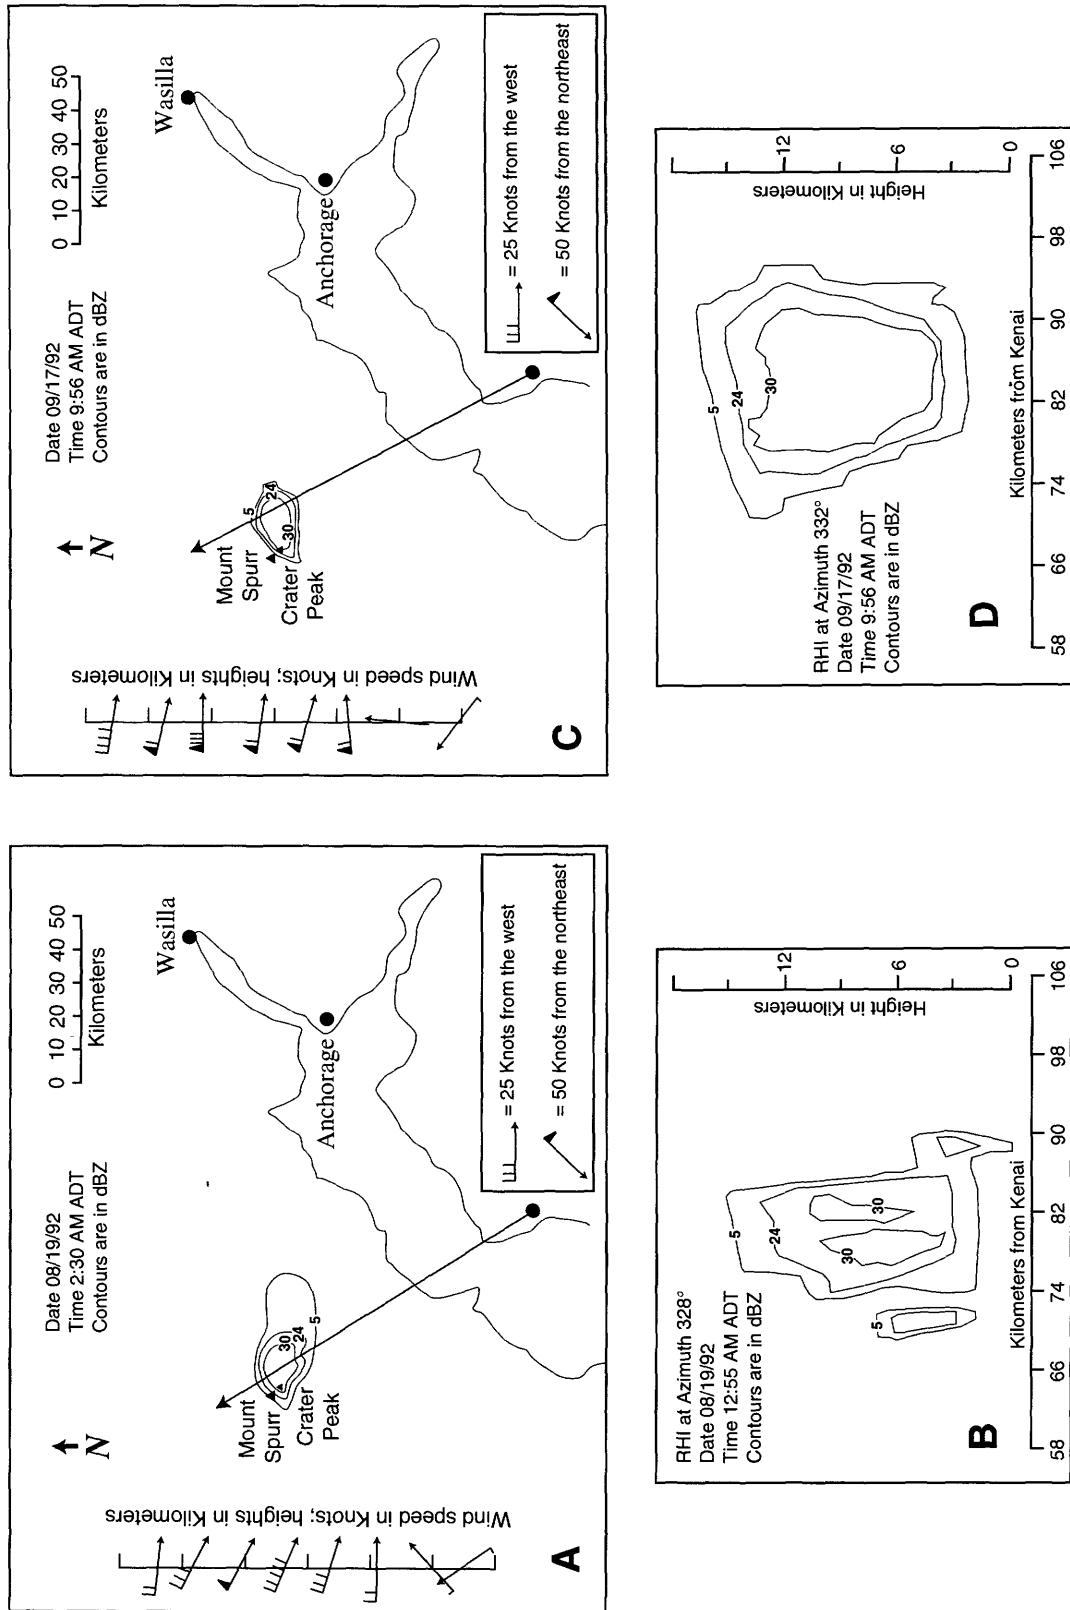 Date 08/19/92
Time 2:30 AM ADT
Contours are in dBZ
0 10 20 30 40 50
Kilometers
N
Wasilla
Anchorage
Mount
Spurr
Crater
Peak
5
24
30
Wind speed in Knots; heights in Kilometers
= 25 Knots from the west
= 50 Knots from the northeast
A
RHI at Azimuth 328°
Date 08/19/92
Time 12:55 AM ADT
Contours are in dBZ
5
5
24
30
30
12
6
0
Height in Kilometers
Kilometers from Kenai
58 66 74 82 90 98 106
B
Date 09/17/92
Time 9:56 AM ADT
Contours are in dBZ
0 10 20 30 40 50
Kilometers
N
Wasilla
Anchorage
Mount
Spurr
Crater
Peak
5
24
30
Wind speed in Knots; heights in Kilometers
= 25 Knots from the west
= 50 Knots from the northeast
C
RHI at Azimuth 332°
Date 09/17/92
Time 9:56 AM ADT
Contours are in dBZ
5
24
30
12
6
0
Height in Kilometers
Kilometers from Kenai
58 66 74 82 90 98 106
D